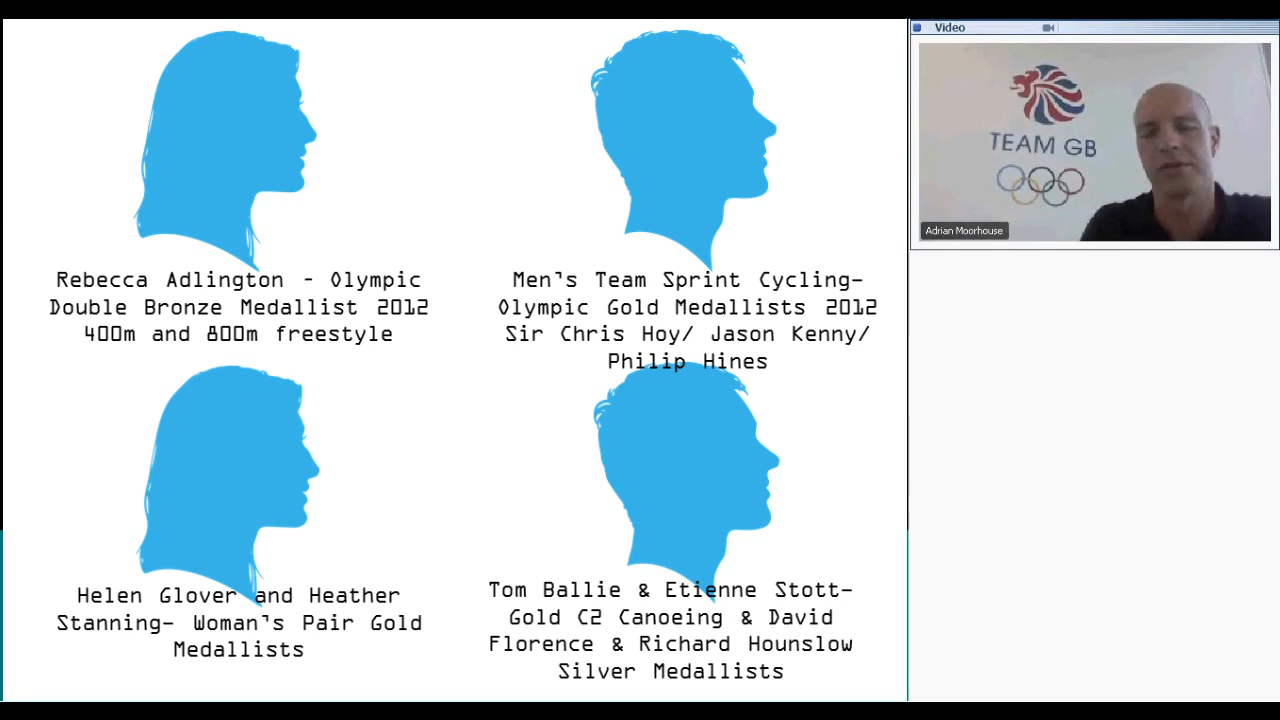 Rebecca Adlington - Olympic
Double Bronze Medallist 2012
400m and 800m freestyle
Men's Team Sprint Cycling-
Olympic Gold Medallists 2012
Sir Chris Hoy/ Jason Kenny/
Philip Hines
Helen Glover and Heather
Stanning- Woman's Pair Gold
Medallists
Tom Ballie & Etienne Stott-
Gold C2 Canoeing & David
Florence & Richard Hounslow
Silver Medallists
Video
TEAM GB
Adrian Moorhouse